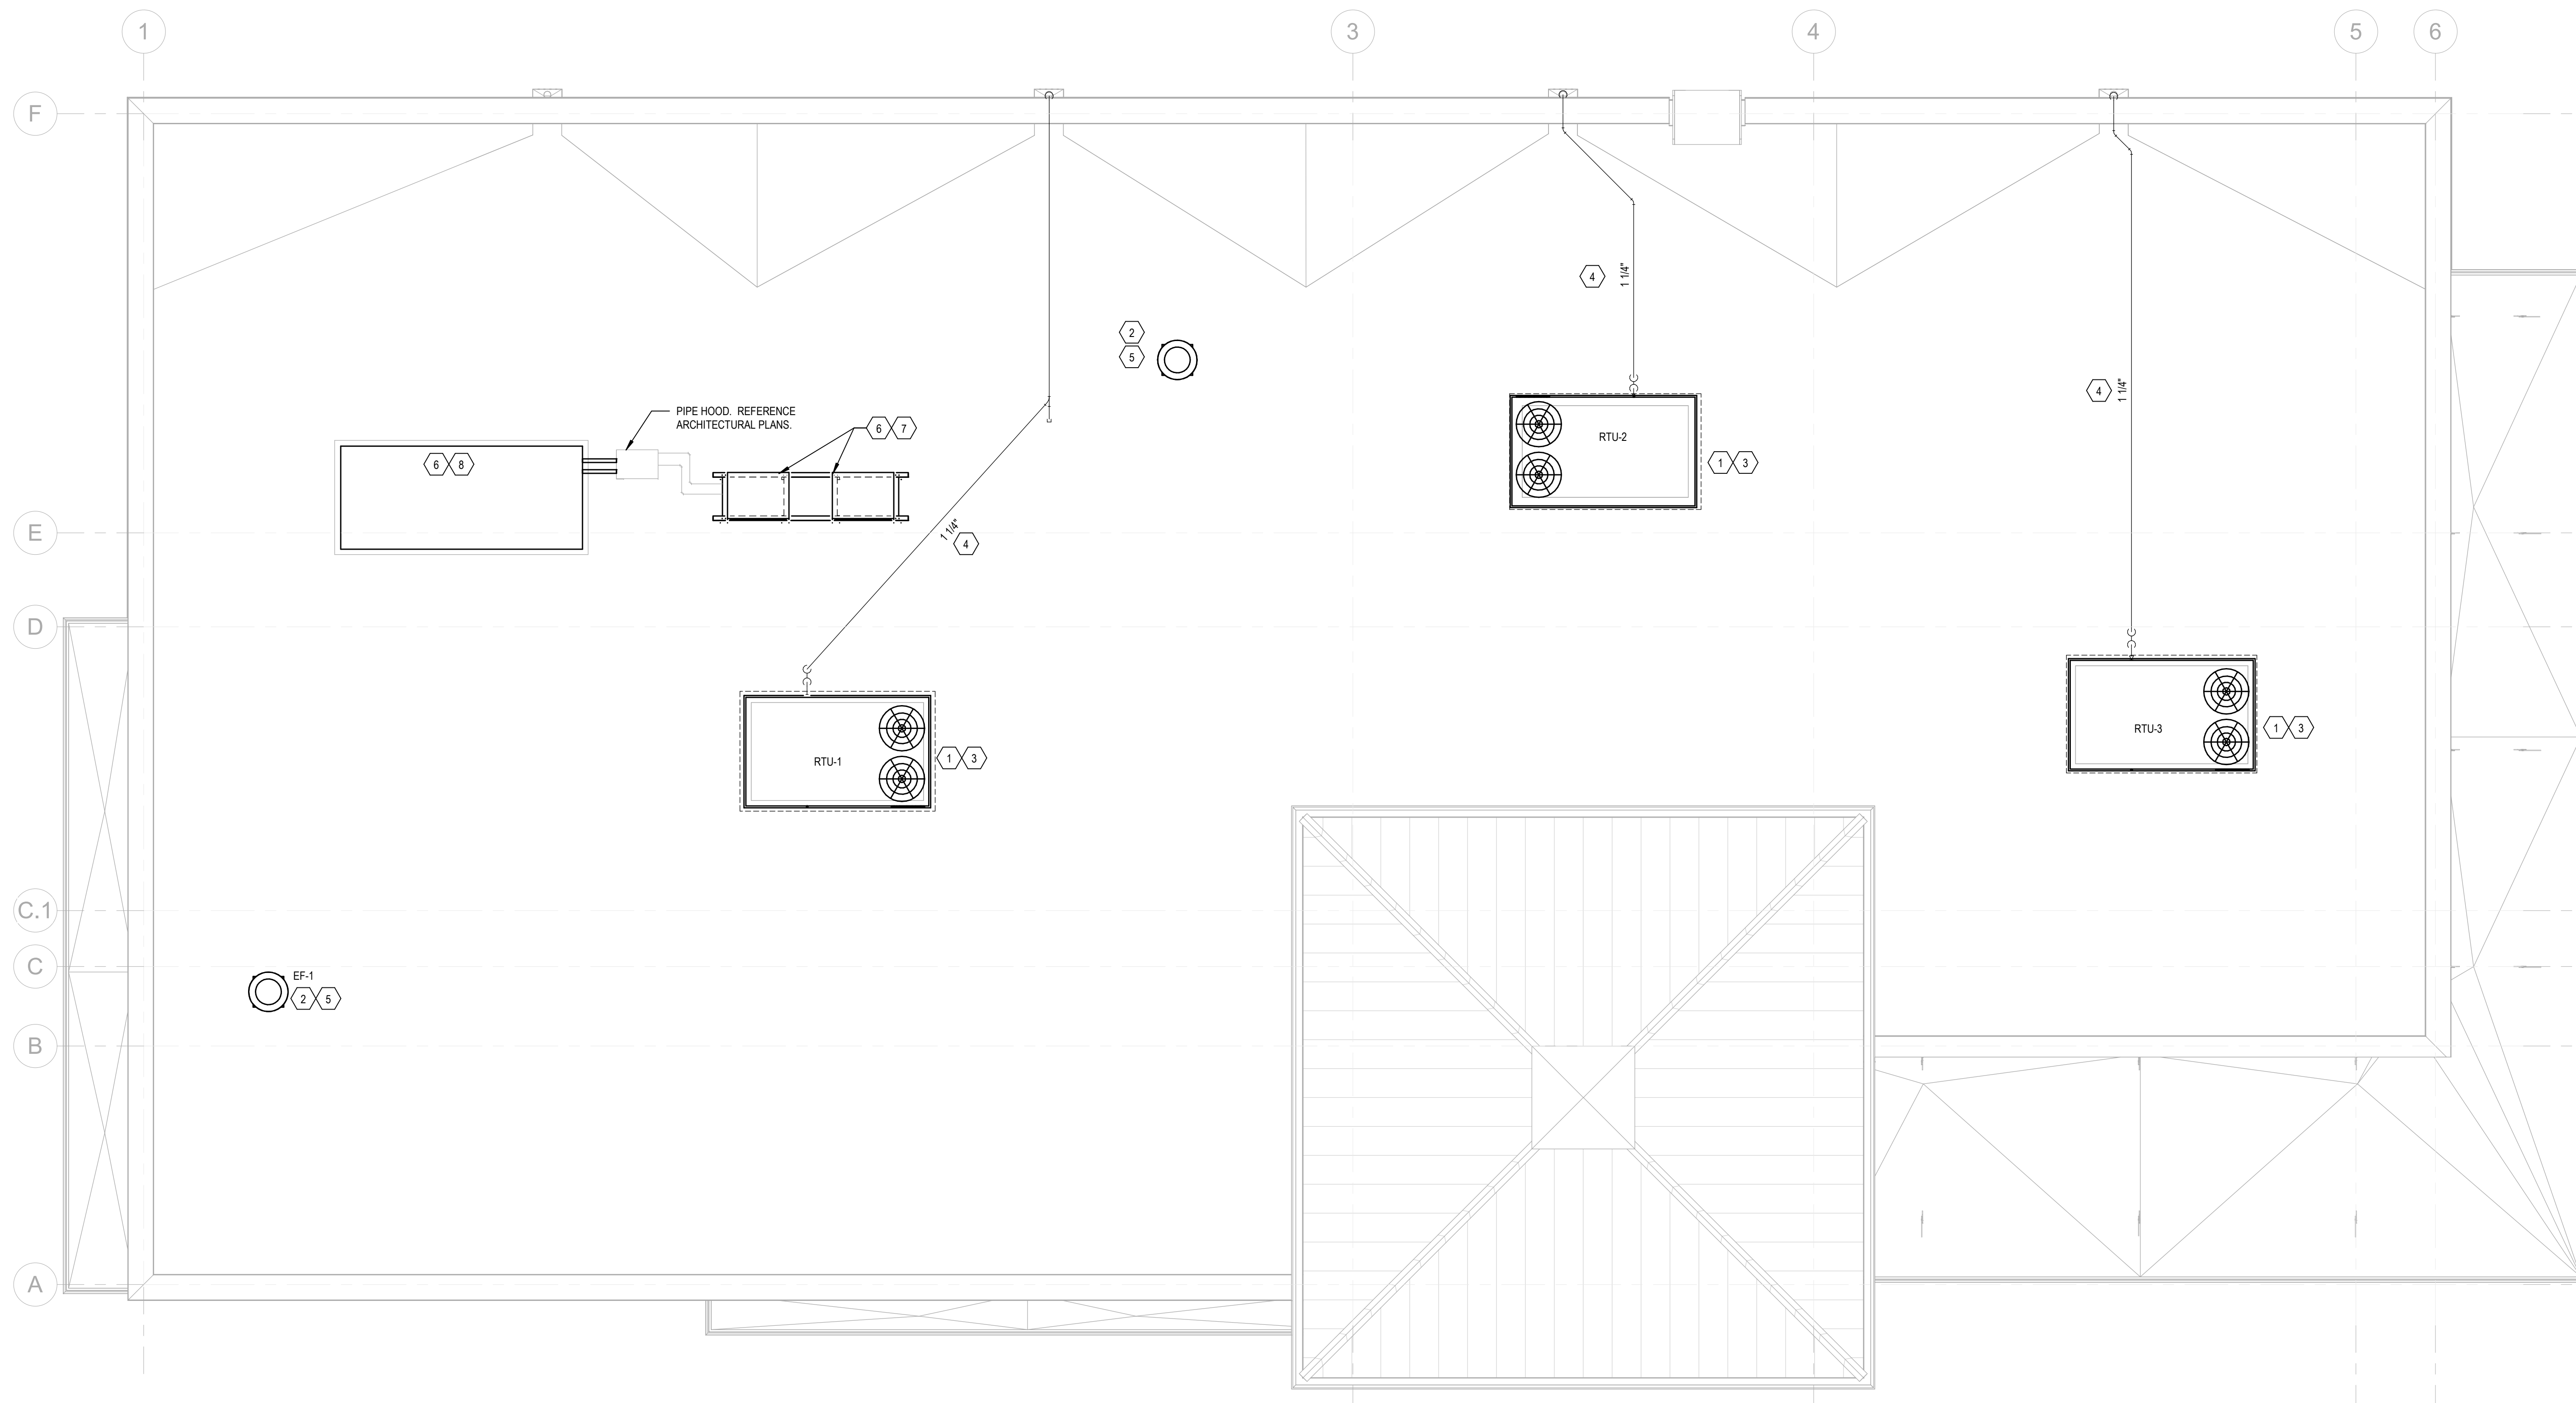 1
3
4
5
6
F
4
1 1/4"
2
5
4
1 1/4"
PIPE HOOD. REFERENCE
ARCHITECTURAL PLANS.
6 7
RTU-2
6 8
1 3
E
1 1/4"
4
D
RTU-1
1 3
RTU-3
1 3
C.1
C
EF-1
2 5
B
A